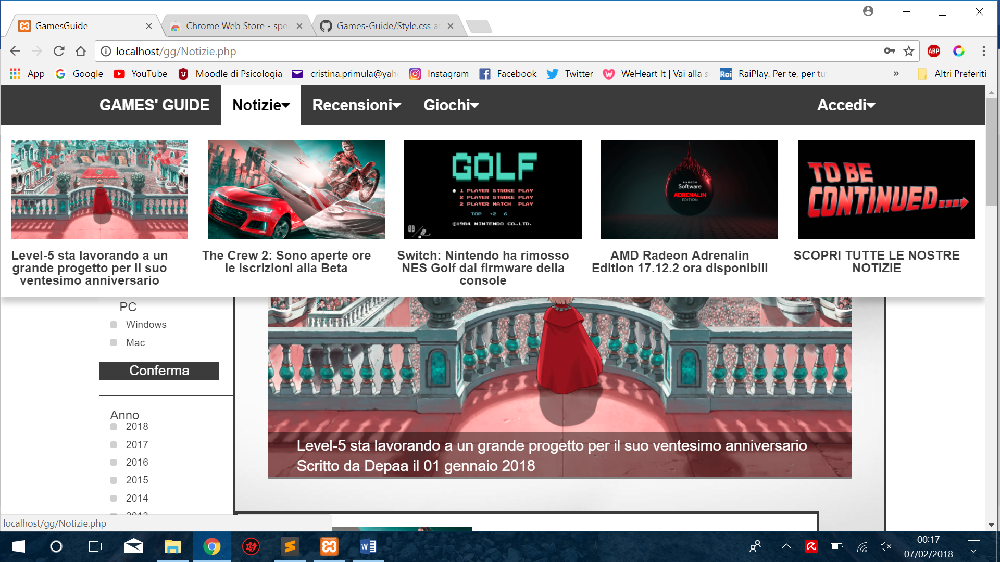 GamesGuide
Chrome Web Store - spe
Games-Guide/Style.css at
localhost/gg/Notizie.php
ABP
App
Google
YouTube
Moodle di Psicologia
cristina.primula@yah
Instagram
Facebook
Twitter
WeHeart It | Vai alla s
Rai
RaiPlay. Per te, per tut
»
Altri Preferiti
GAMES' GUIDE
Notizie
Recensioni
Giochi
Accedi
GOLF
1 PLAYER STROKE PLAY
2 PLAYER STROKE PLAY
2 PLAYER MATCH PLAY
TOP +2 6
©1984 NINTENDO CO.,LTD.
RADEON
Software
ADRENALIN
EDITION
TO BE
CONTINUED....
Level-5 sta lavorando a un
grande progetto per il suo
ventesimo anniversario
The Crew 2: Sono aperte ore
le iscrizioni alla Beta
Switch: Nintendo ha rimosso
NES Golf dal firmware della
console
AMD Radeon Adrenalin
Edition 17.12.2 ora disponibili
SCOPRI TUTTE LE NOSTRE
NOTIZIE
PC
Windows
Mac
Conferma
Anno
2018
2017
2016
2015
2014
Level-5 sta lavorando a un grande progetto per il suo ventesimo anniversario
Scritto da Depaa il 01 gennaio 2018
localhost/gg/Notizie.php
00:17
07/02/2018